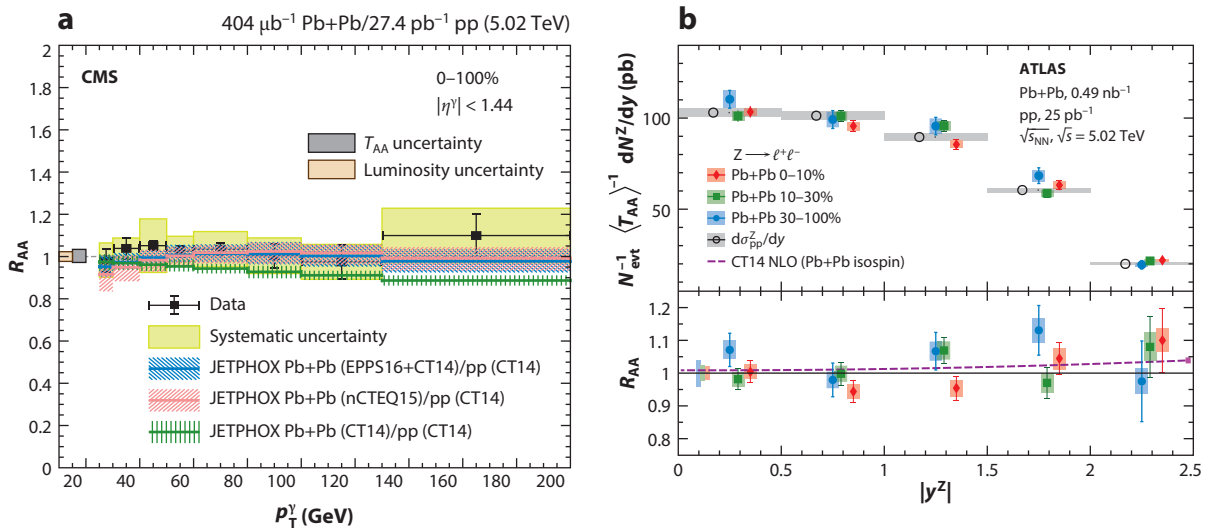 a
404 μb⁻¹ Pb+Pb/27.4 pb⁻¹ pp (5.02 TeV)
CMS
0–100%
|η^γ| < 1.44
T_AA uncertainty
Luminosity uncertainty
Data
Systematic uncertainty
JETPHOX Pb+Pb (EPPS16+CT14)/pp (CT14)
JETPHOX Pb+Pb (nCTEQ15)/pp (CT14)
JETPHOX Pb+Pb (CT14)/pp (CT14)
R_AA
2
1.8
1.6
1.4
1.2
1
0.8
0.6
0.4
0.2
0
20 40 60 80 100 120 140 160 180 200
p_T^γ (GeV)
b
ATLAS
Pb+Pb, 0.49 nb⁻¹
pp, 25 pb⁻¹
√s_NN, √s = 5.02 TeV
Z ⟶ ℓ⁺ℓ⁻
Pb+Pb 0–10%
Pb+Pb 10–30%
Pb+Pb 30–100%
dσ_pp^Z/dy
CT14 NLO (Pb+Pb isospin)
N_evt^−1 ⟨T_AA⟩^−1 dN^Z/dy (pb)
100
60
20
R_AA
1.2
1.1
1.0
0.9
0.8
0 0.5 1 1.5 2 2.5
|y^Z|